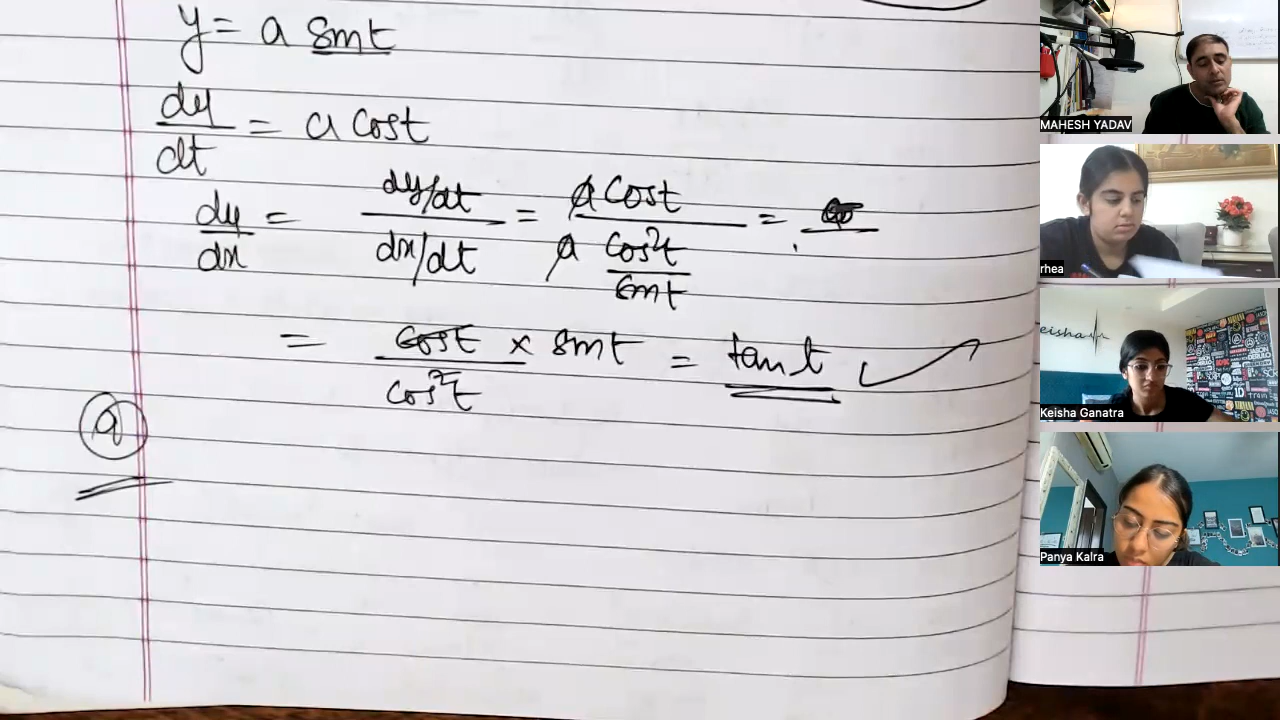 y = a sint
dy/dt = a cost
dy/dx = (dy/dt)/(dx/dt) = (a cost)/(a cos²t/sint) =
= cost/cos²t × sint = tant
a
MAHESH YADAV
rhea
keisha
Keisha Ganatra
Panya Kalra